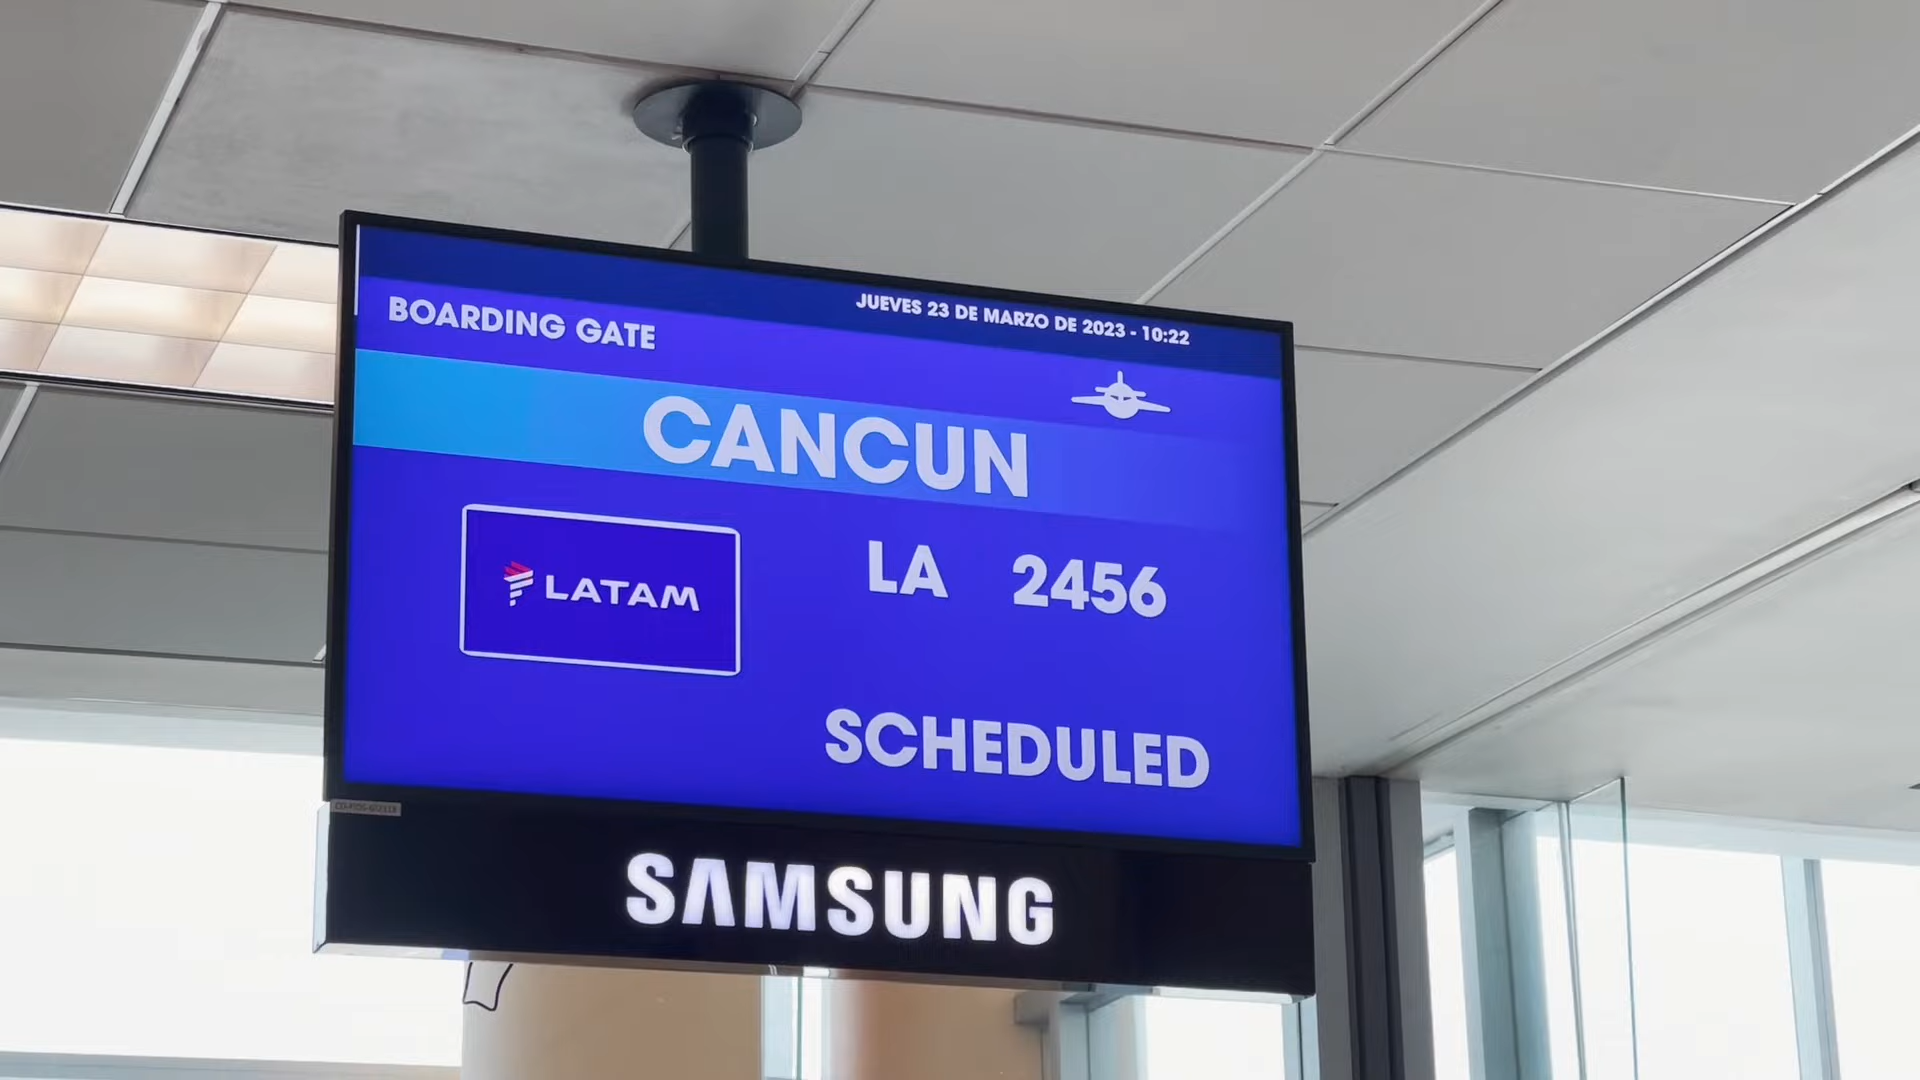 JUEVES 23 DE MARZO DE 2023 - 10:22
BOARDING GATE
CANCUN
LATAM
LA 2456
SCHEDULED
SAMSUNG